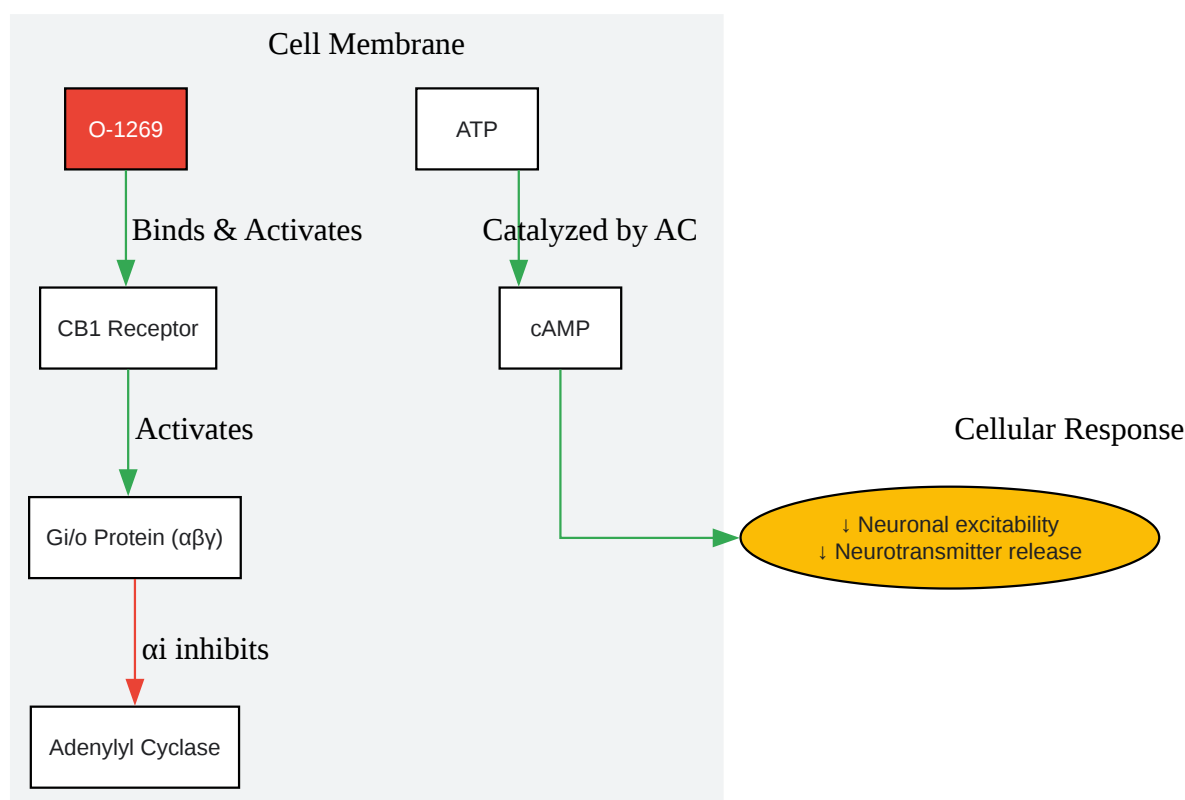 Cell Membrane
O-1269
ATP
Binds & Activates
Catalyzed by AC
CB1 Receptor
cAMP
Activates
Cellular Response
Gi/o Protein (αβγ)
↓ Neuronal excitability
↓ Neurotransmitter release
αi inhibits
Adenylyl Cyclase